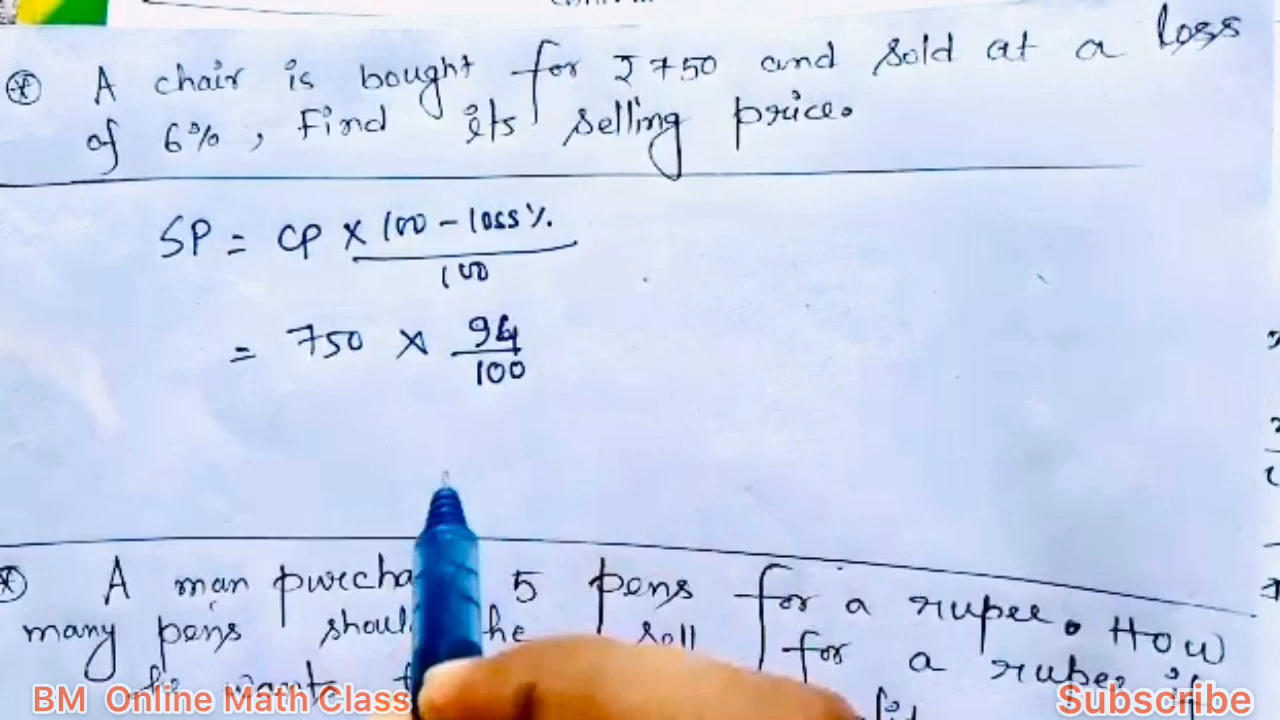 A chair is bought for ₹750 and sold at a loss
of 6%, Find its selling price.
SP = CP × 100 - loss %
100
= 750 × 94
100
A man 5 pens for a rupee. How
many pens he sell for a rupee if
he wants
BM Online Math Class
Subscribe